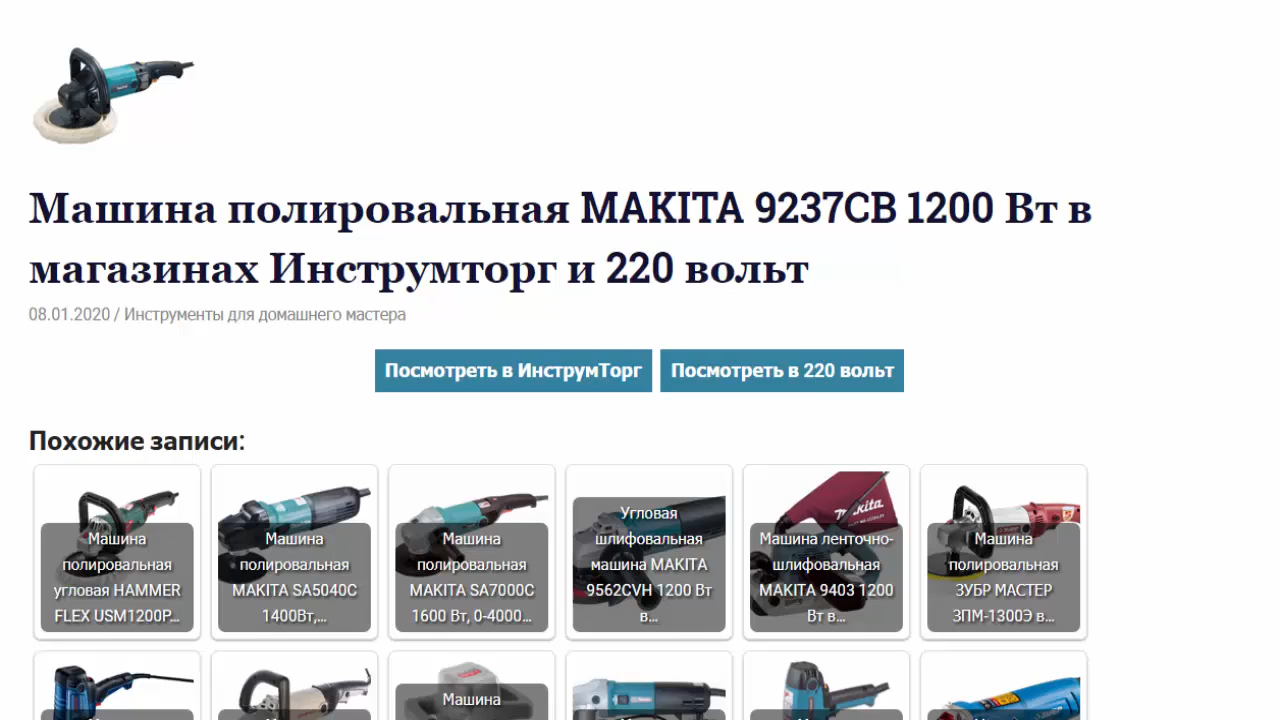 Машина полировальная MAKITA 9237CB 1200 Вт в
магазинах Инструмторг и 220 вольт
08.01.2020 / Инструменты для домашнего мастера
Посмотреть в ИнструмТорг
Посмотреть в 220 вольт
Похожие записи:
Машина
полировальная
угловая HAMMER
FLEX USM1200P...
Машина
полировальная
MAKITA SA5040C
1400Вт,...
Машина
полировальная
MAKITA SA7000C
1600 Вт, 0-4000...
Угловая
шлифовальная
машина MAKITA
9562CVH 1200 Вт
в...
Makita
Машина ленточно-
шлифовальная
MAKITA 9403 1200
Вт в...
Машина
полировальная
ЗУБР МАСТЕР
ЗПМ-1300Э в...
Машина